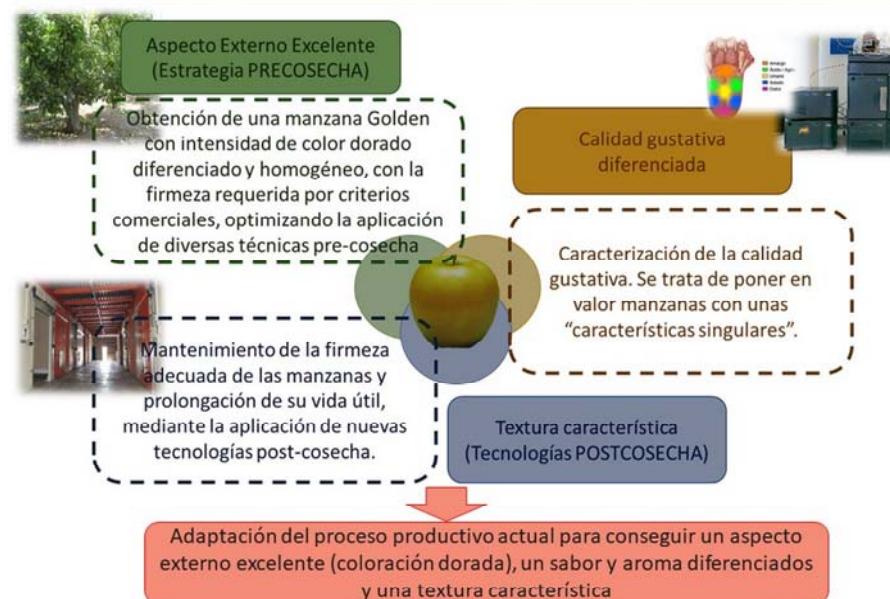 Aspecto Externo Excelente
(Estrategia PRECOSECHA)
Obtención de una manzana Golden
con intensidad de color dorado
diferenciado y homogéneo, con la
firmeza requerida por criterios
comerciales, optimizando la aplicación
de diversas técnicas pre-cosecha
Amargo
Umami
Salado
Dulce
Calidad gustativa
diferenciada
Caracterización de la calidad
gustativa. Se trata de poner en
valor manzanas con unas
“características singulares”.
Mantenimiento de la firmeza
adecuada de las manzanas y
prolongación de su vida útil,
mediante la aplicación de nuevas
tecnologías post-cosecha.
Textura característica
(Tecnologías POSTCOSECHA)
Adaptación del proceso productivo actual para conseguir un aspecto
externo excelente (coloración dorada), un sabor y aroma diferenciados
y una textura característica